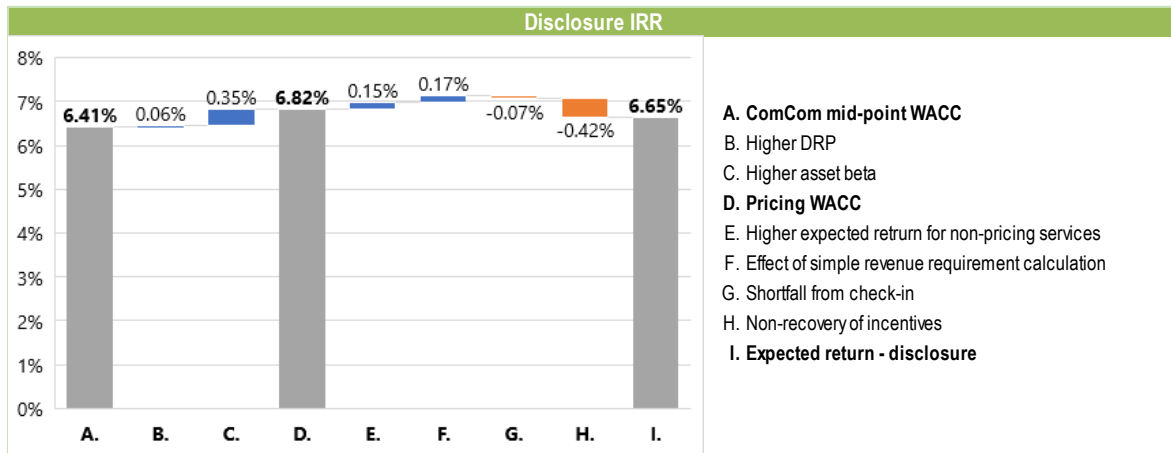 Disclosure IRR
8%
7%
6%
5%
4%
3%
2%
1%
0%
6.41%
0.06%
0.35%
6.82%
0.15%
0.17%
-0.07%
-0.42%
6.65%
A. B. C. D. E. F. G. H. I.
A. ComCom mid-point WACC
B. Higher DRP
C. Higher asset beta
D. Pricing WACC
E. Higher expected retrurn for non-pricing services
F. Effect of simple revenue requirement calculation
G. Shortfall from check-in
H. Non-recovery of incentives
I. Expected return - disclosure